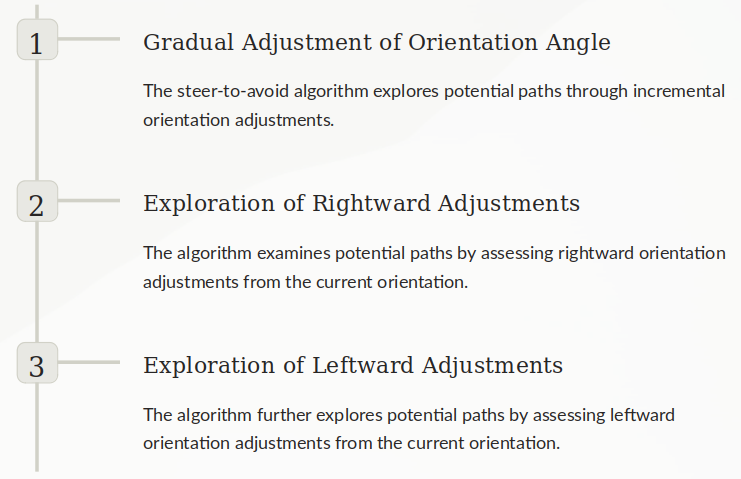 1
Gradual Adjustment of Orientation Angle
The steer-to-avoid algorithm explores potential paths through incremental
orientation adjustments.
2
Exploration of Rightward Adjustments
The algorithm examines potential paths by assessing rightward orientation
adjustments from the current orientation.
3
Exploration of Leftward Adjustments
The algorithm further explores potential paths by assessing leftward
orientation adjustments from the current orientation.